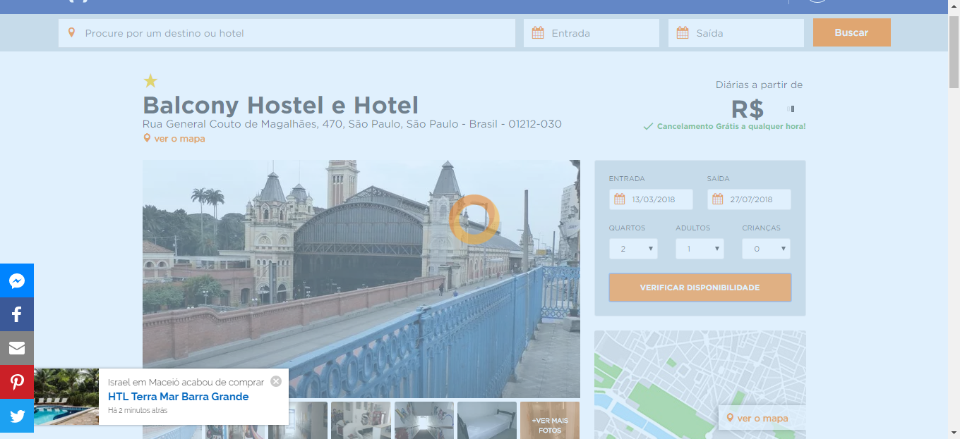 Procure por um destino ou hotel
Entrada
Saída
Buscar
Balcony Hostel e Hotel
Rua General Couto de Magalhães, 470, São Paulo, São Paulo - Brasil - 01212-030
ver o mapa
Diárias a partir de
R$
Cancelamento Grátis a qualquer hora!
ENTRADA
SAIDA
13/03/2018
27/07/2018
QUARTOS
ADULTOS
CRIANÇAS
2
1
0
VERIFICAR DISPONIBILIDADE
Israel em Maceió acabou de comprar
HTL Terra Mar Barra Grande
Há 2 minutos atrás
+VER MAIS
FOTOS
ver o mapa